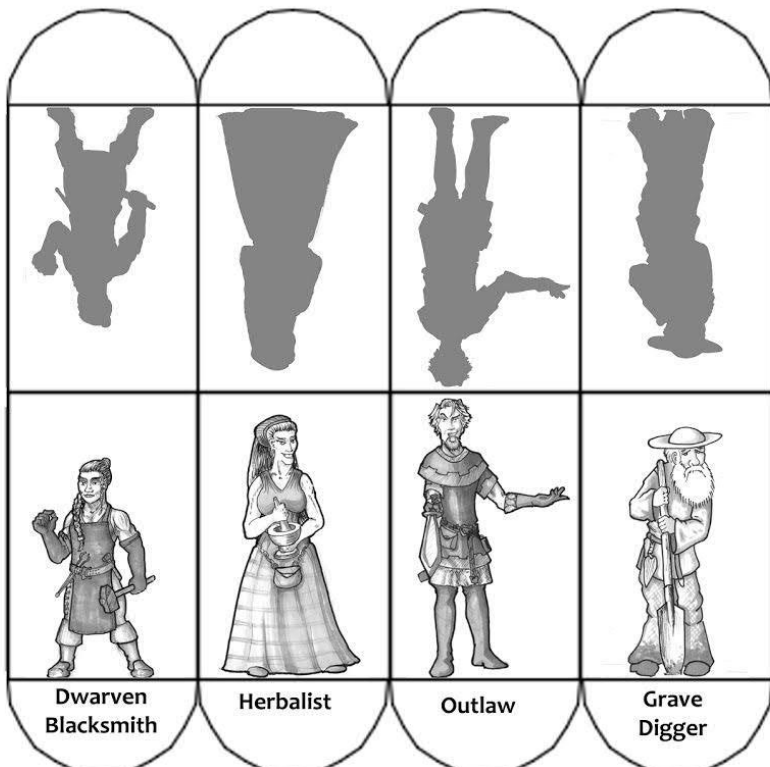 Dwarven
Blacksmith
Herbalist
Outlaw
Grave
Digger